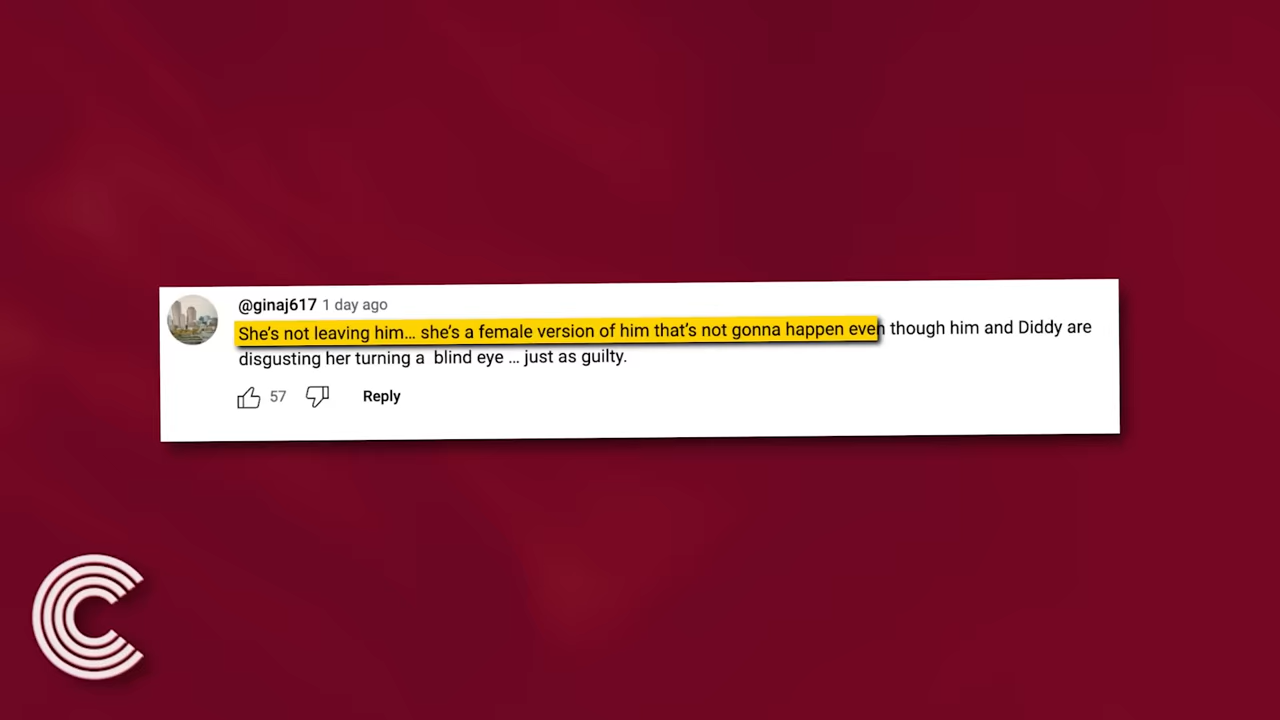 @ginaj617 1 day ago
She's not leaving him... she's a female version of him that's not gonna happen even though him and Diddy are
disgusting her turning a blind eye ... just as guilty.
57 Reply